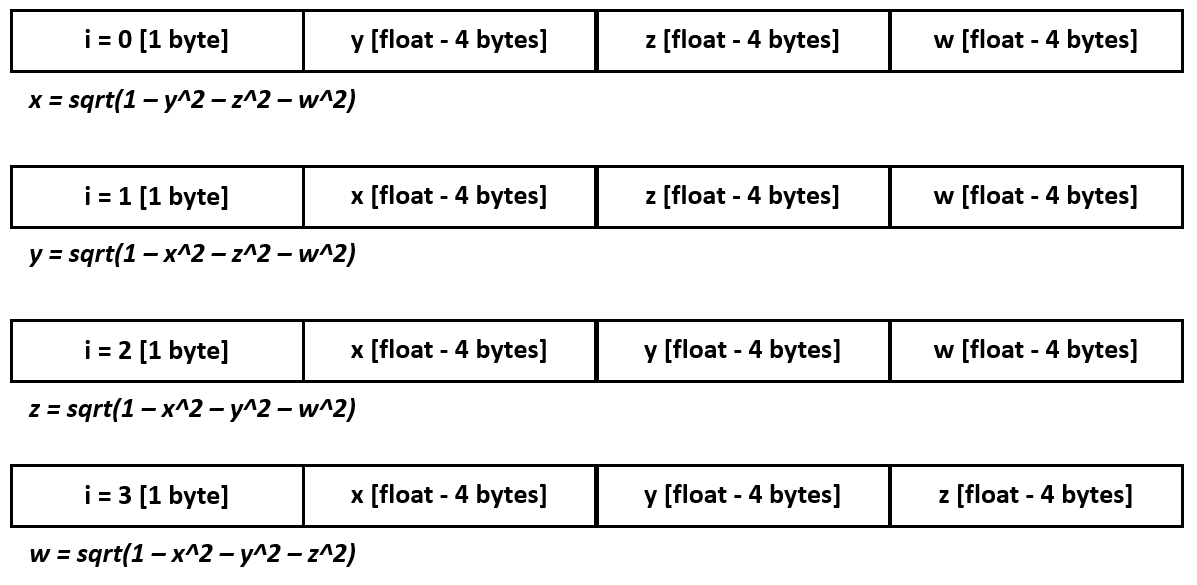 i = 0 [1 byte] y [float - 4 bytes] z [float - 4 bytes] w [float - 4 bytes]
x = sqrt(1 – y^2 – z^2 – w^2)
i = 1 [1 byte] x [float - 4 bytes] z [float - 4 bytes] w [float - 4 bytes]
y = sqrt(1 – x^2 – z^2 – w^2)
i = 2 [1 byte] x [float - 4 bytes] y [float - 4 bytes] w [float - 4 bytes]
z = sqrt(1 – x^2 – y^2 – w^2)
i = 3 [1 byte] x [float - 4 bytes] y [float - 4 bytes] z [float - 4 bytes]
w = sqrt(1 – x^2 – y^2 – z^2)